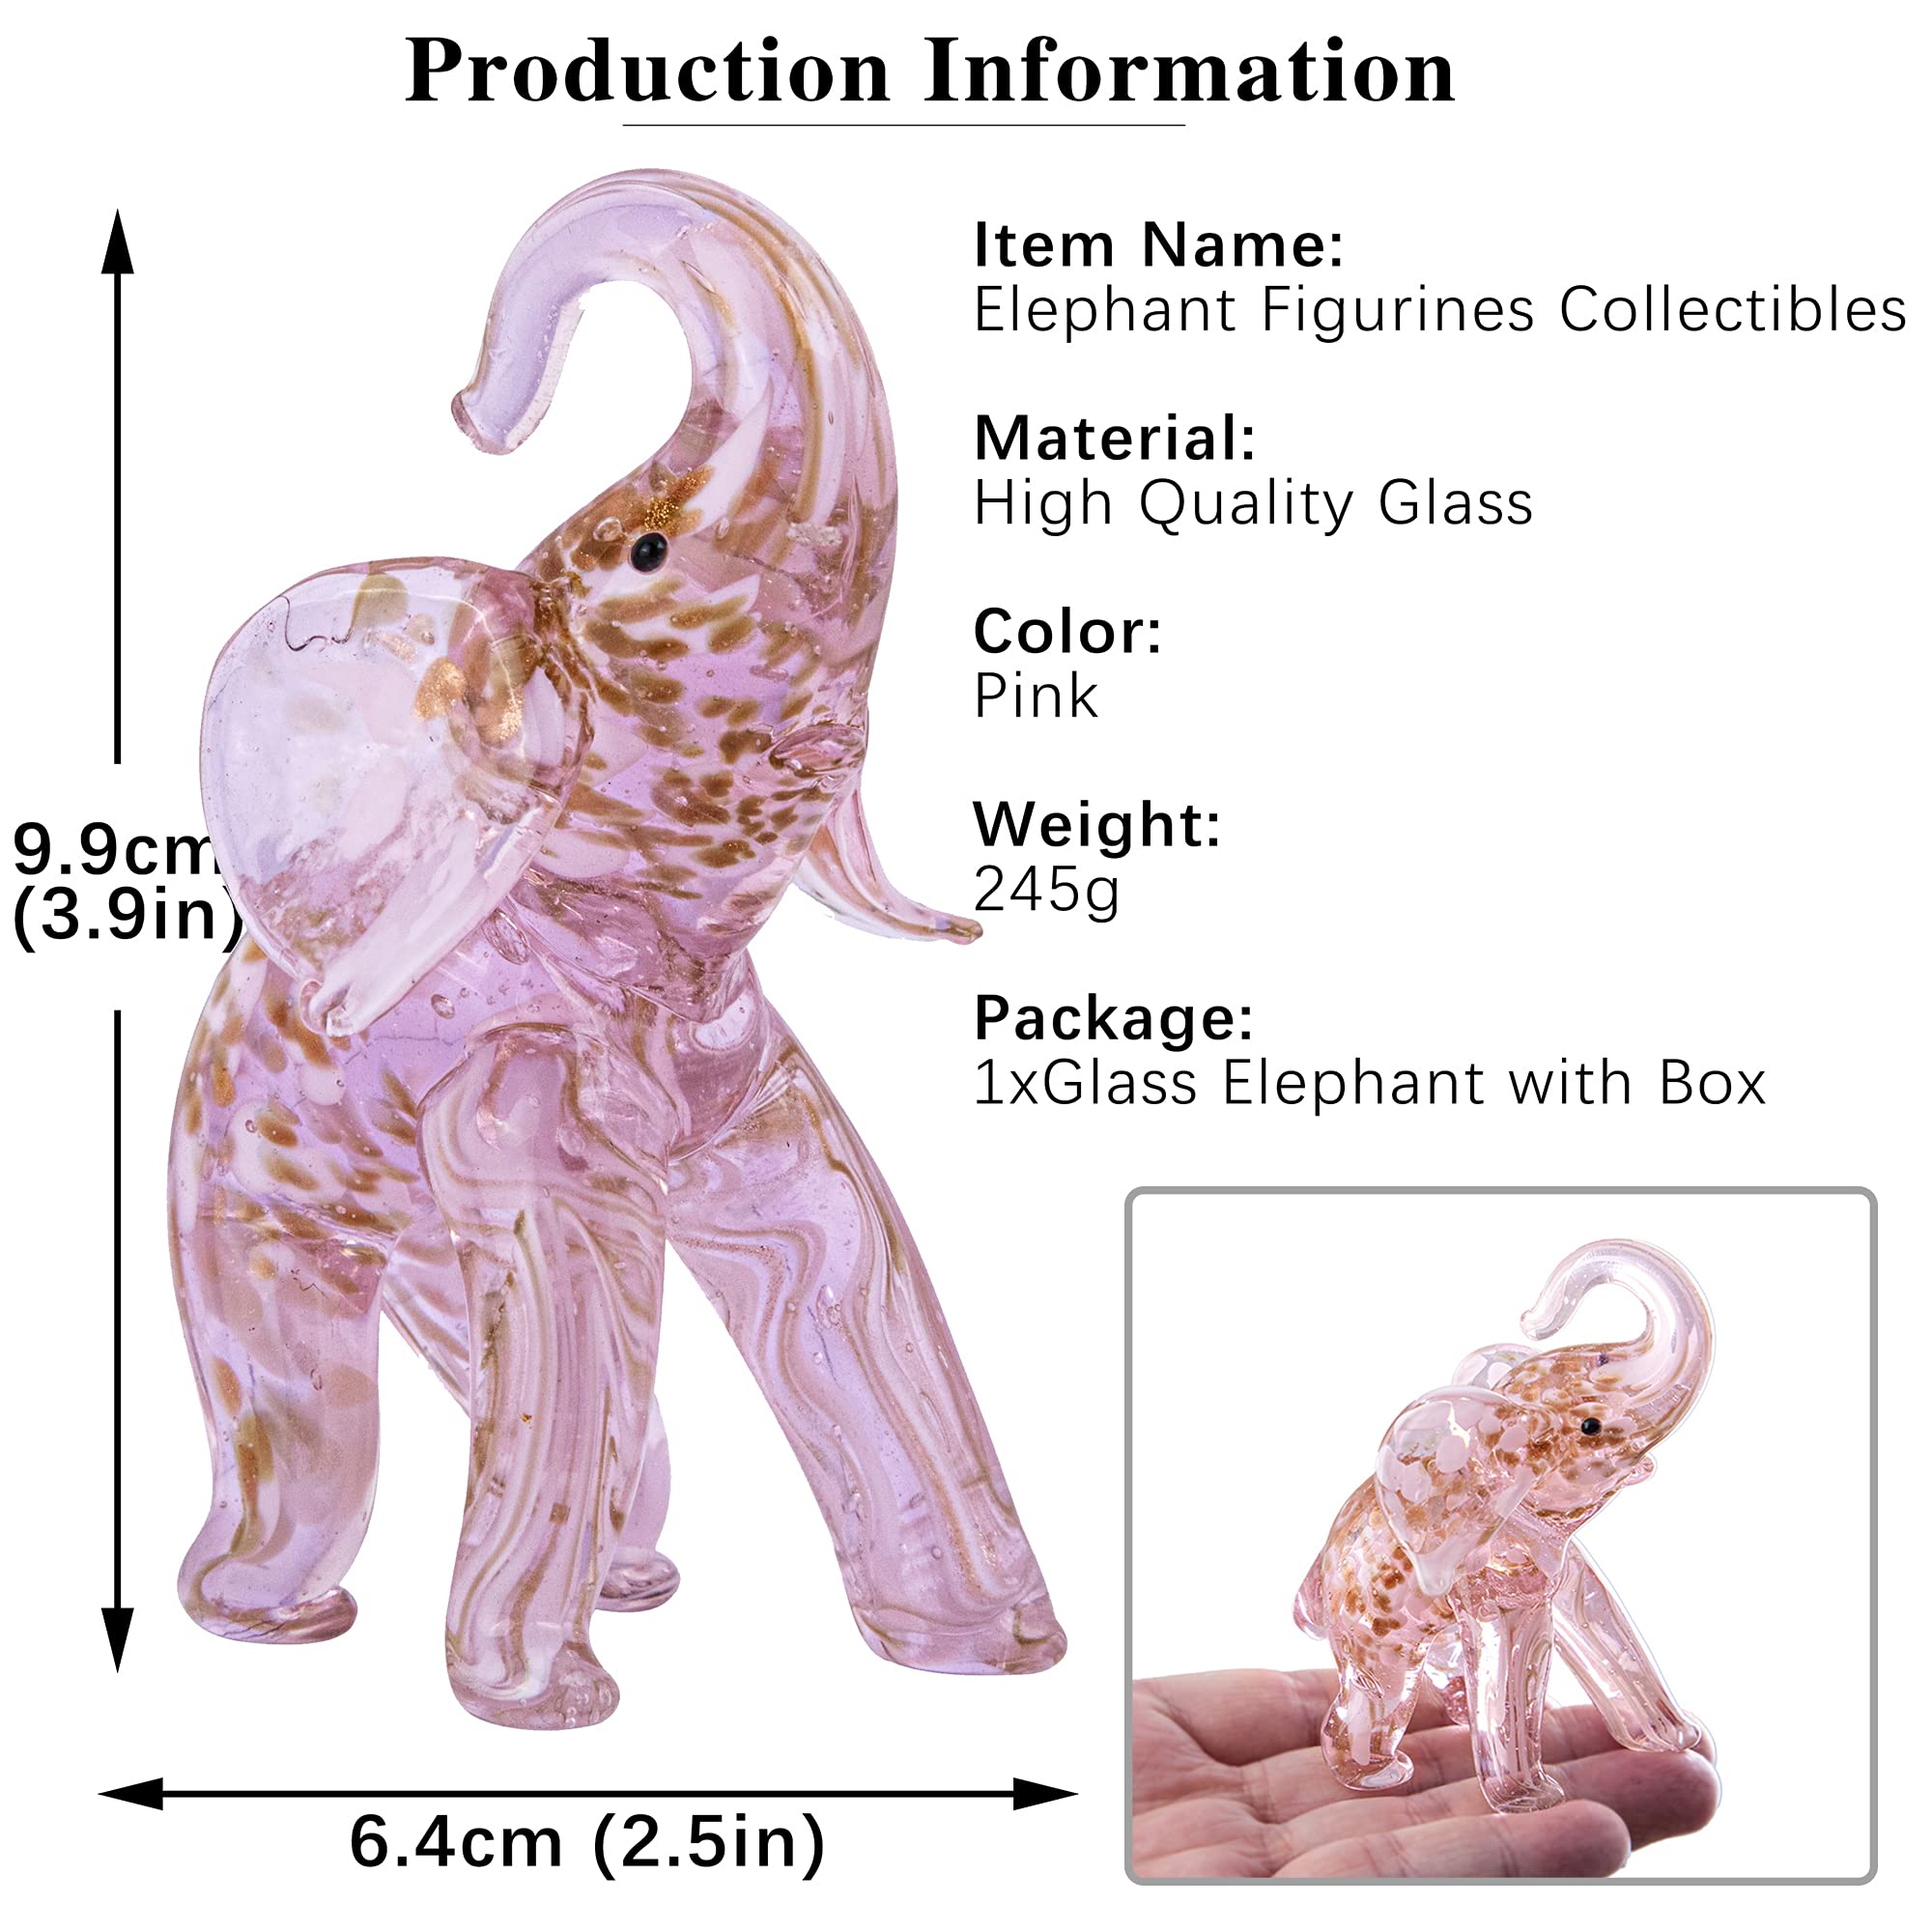 Production Information
Item Name:
Elephant Figurines Collectibles
Material:
High Quality Glass
Color:
Pink
Weight:
245g
Package:
1xGlass Elephant with Box
9.9cm
(3.9in)
6.4cm (2.5in)